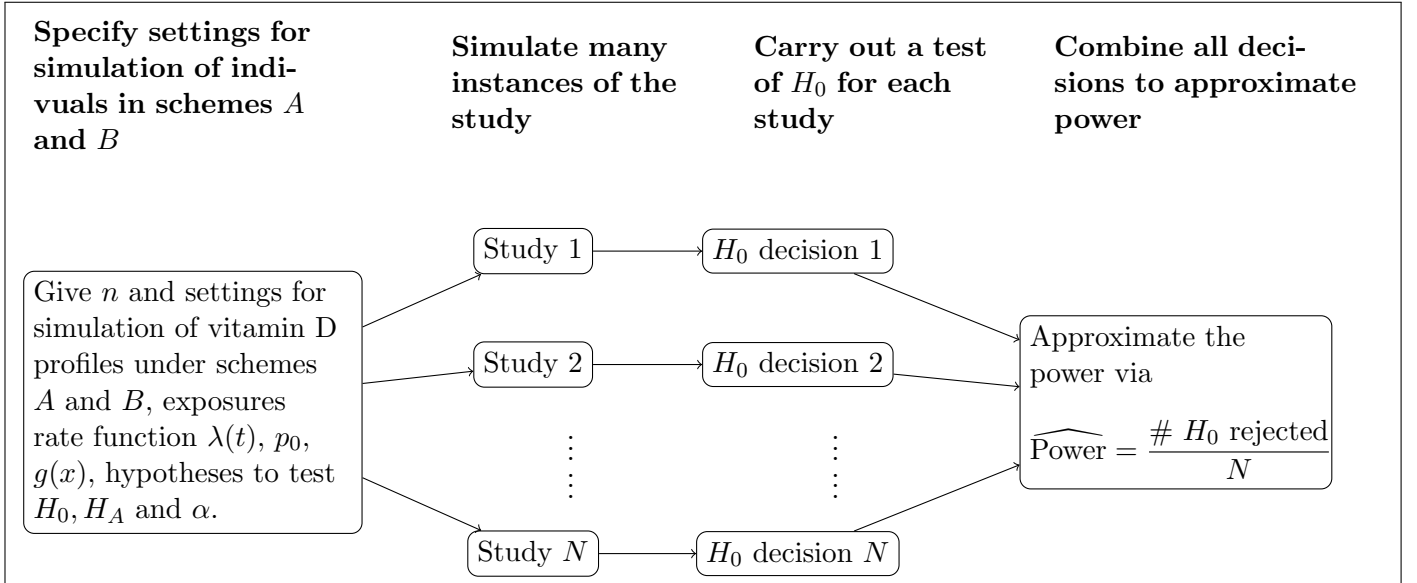 Specify settings for
simulation of indi-
vuals in schemes A
and B
Simulate many
instances of the
study
Carry out a test
of H₀ for each
study
Combine all deci-
sions to approximate
power
Give n and settings for
simulation of vitamin D
profiles under schemes
A and B, exposures
rate function λ(t), p₀,
g(x), hypotheses to test
H₀, H_A and α.
Study 1
H₀ decision 1
Study 2
H₀ decision 2
⋮ ⋮
Study N
H₀ decision N
Approximate the
power via
\widehat{Power} = # H₀ rejected / N